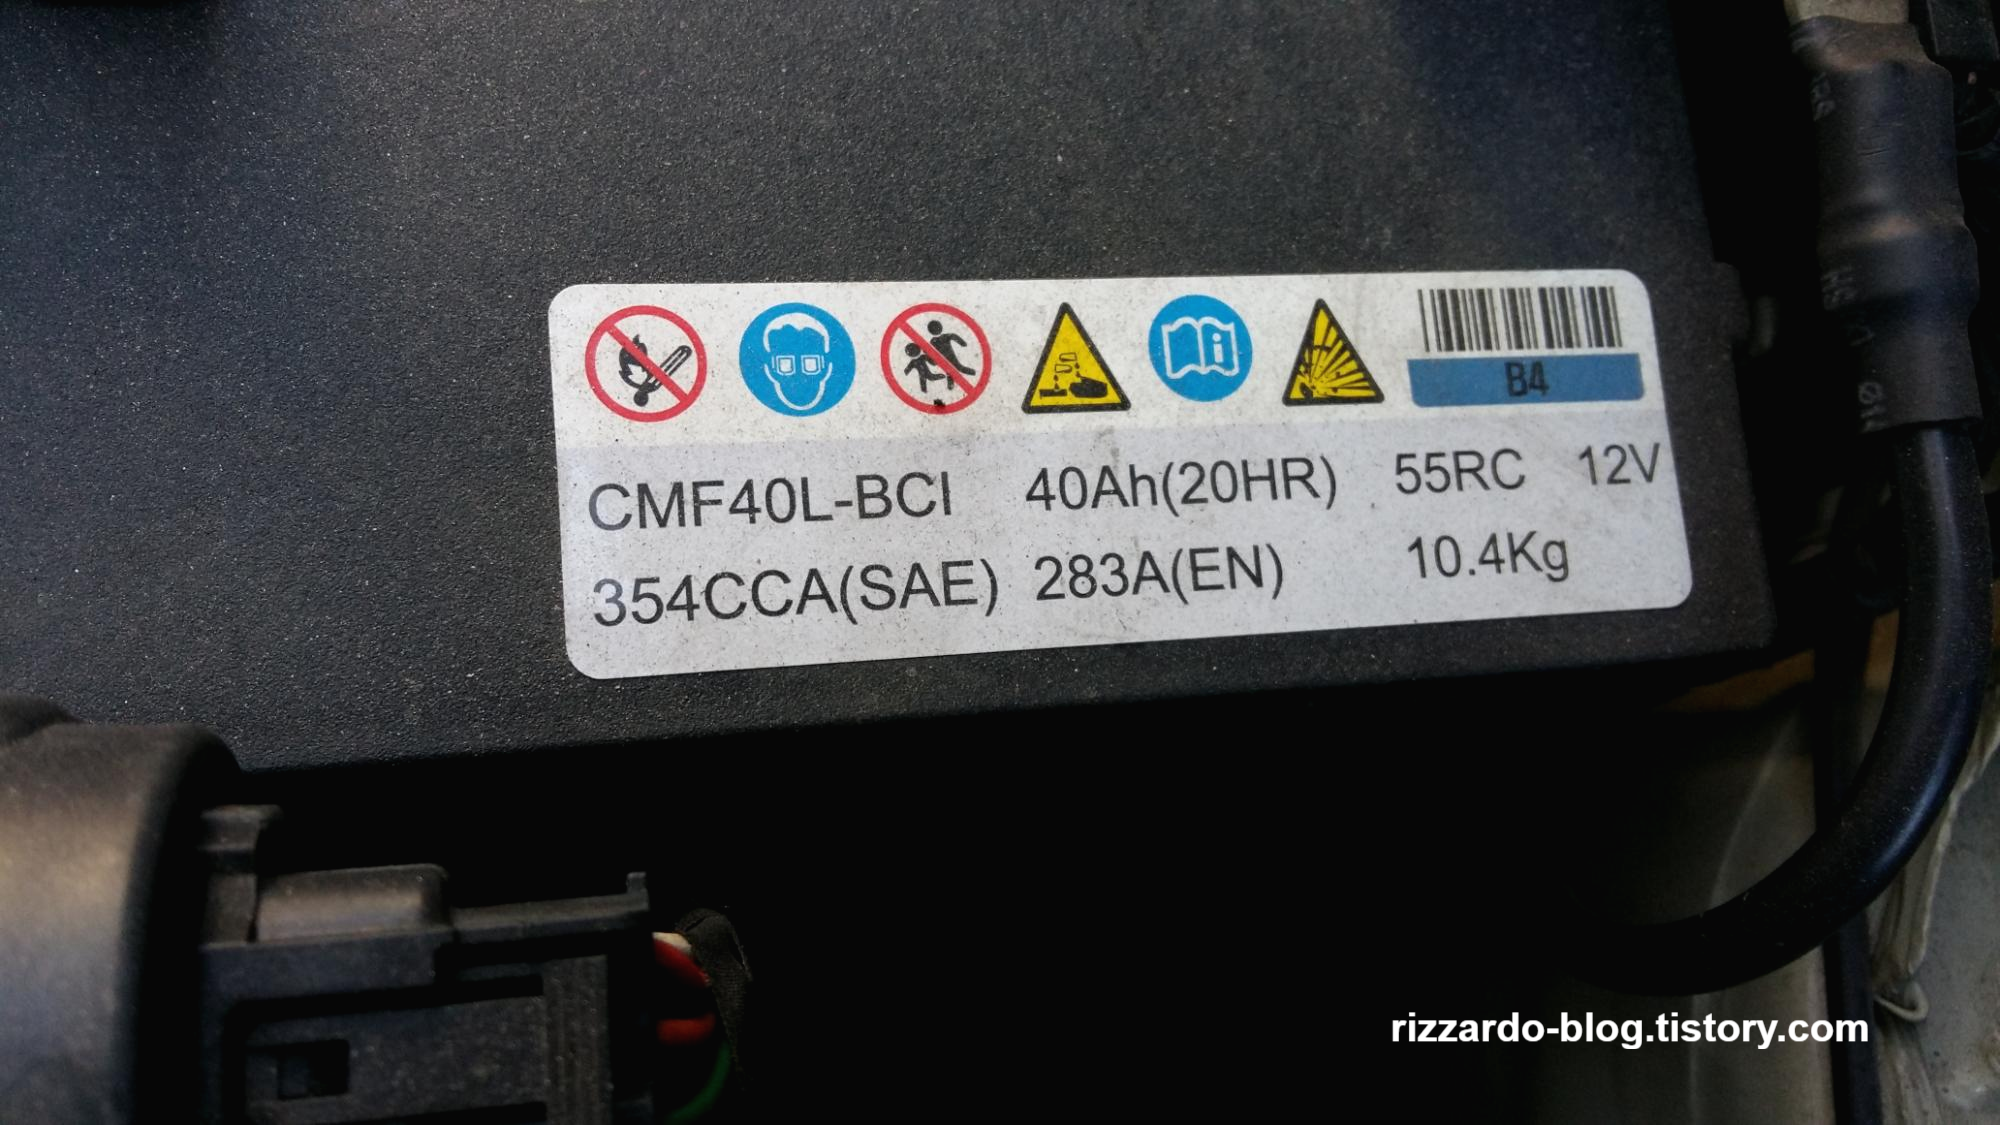 B4
CMF40L-BCI 40Ah(20HR) 55RC 12V
354CCA(SAE) 283A(EN) 10.4Kg
rizzardo-blog.tistory.com